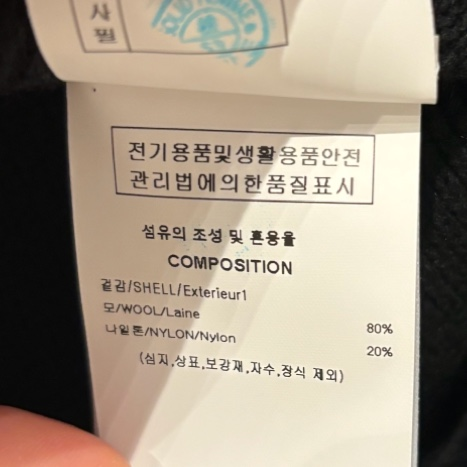 사
필
전기용품및생활용품안전
관리법에의한품질표시
섬유의 조성 및 혼용율
COMPOSITION
겉감/SHELL/Exterieur1
모/WOOL/Laine 80%
나일론/NYLON/Nylon 20%
(심지,상표,보강재,자수,장식 제외)